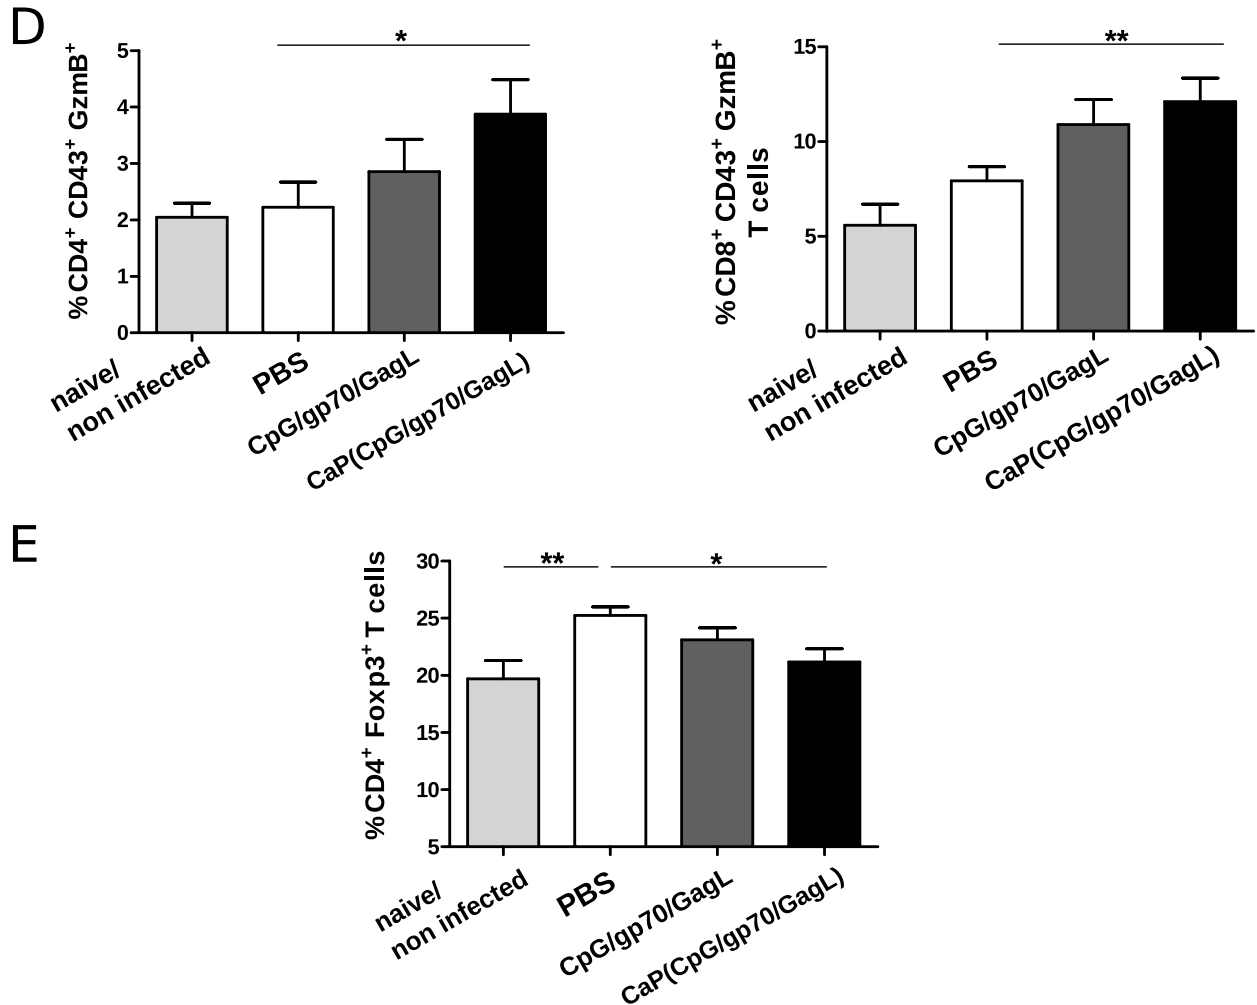 D
%CD4+ CD43+ GzmB+
5
4
3
2
1
0
*
naive/
non infected
PBS
CpG/gp70/GagL
CaP(CpG/gp70/GagL)
%CD8+ CD43+ GzmB+
T cells
15
10
5
0
**
naive/
non infected
PBS
CpG/gp70/GagL
CaP(CpG/gp70/GagL)
E
%CD4+ Foxp3+ T cells
30
25
20
15
10
5
**
*
naive/
non infected
PBS
CpG/gp70/GagL
CaP(CpG/gp70/GagL)